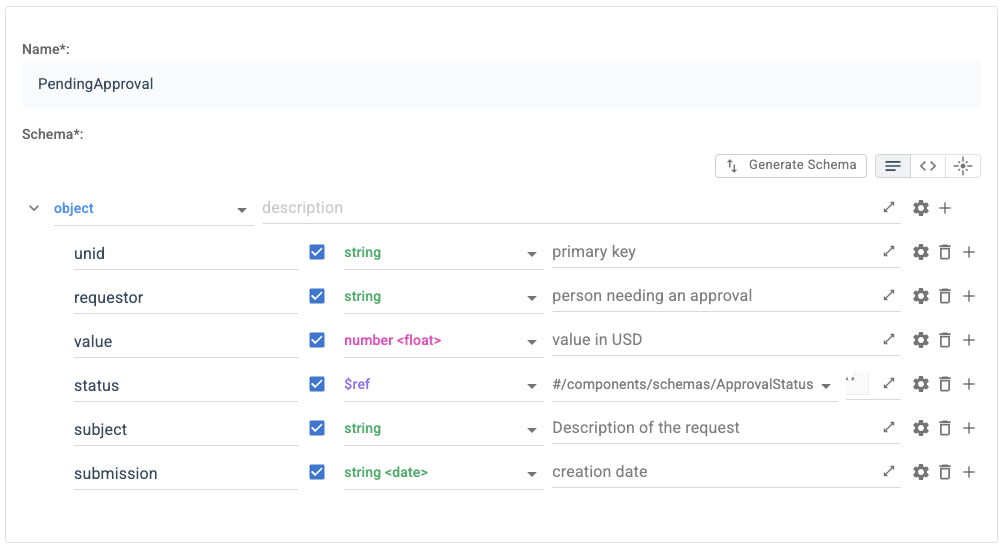 Name*:
PendingApproval
Schema*:
Generate Schema
object description
unid string primary key
requestor string person needing an approval
value number <float> value in USD
status $ref #/components/schemas/ApprovalStatus
subject string Description of the request
submission string <date> creation date